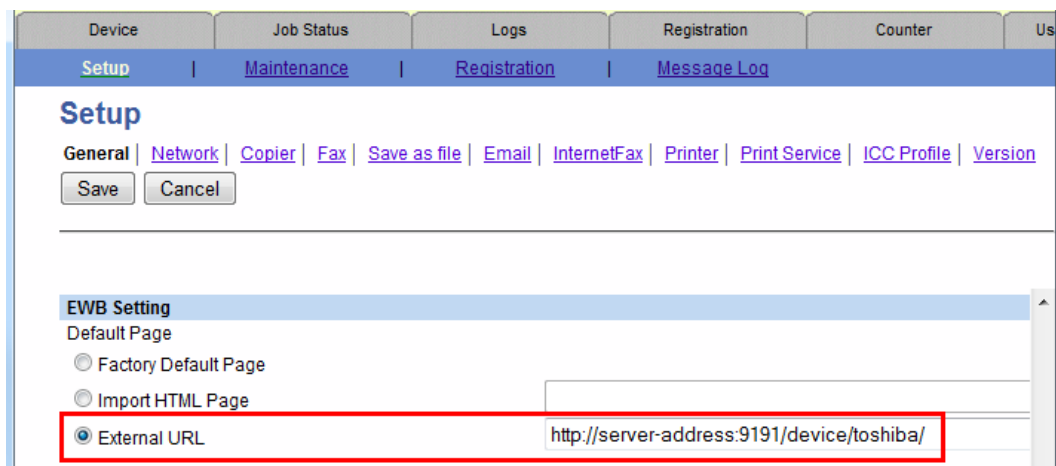 Device Job Status Logs Registration Counter Us
Setup | Maintenance | Registration | Message Log
Setup
General | Network | Copier | Fax | Save as file | Email | InternetFax | Printer | Print Service | ICC Profile | Version
Save Cancel
EWB Setting
Default Page
Factory Default Page
Import HTML Page
External URL http://server-address:9191/device/toshiba/